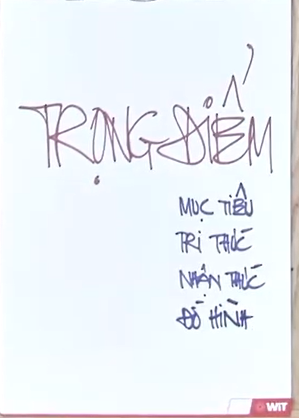 TRỌNG ĐIỂM
MỤC TIÊU
TRI THỨC
NHẬN THỨC
ĐỒ HÌNH
WIT